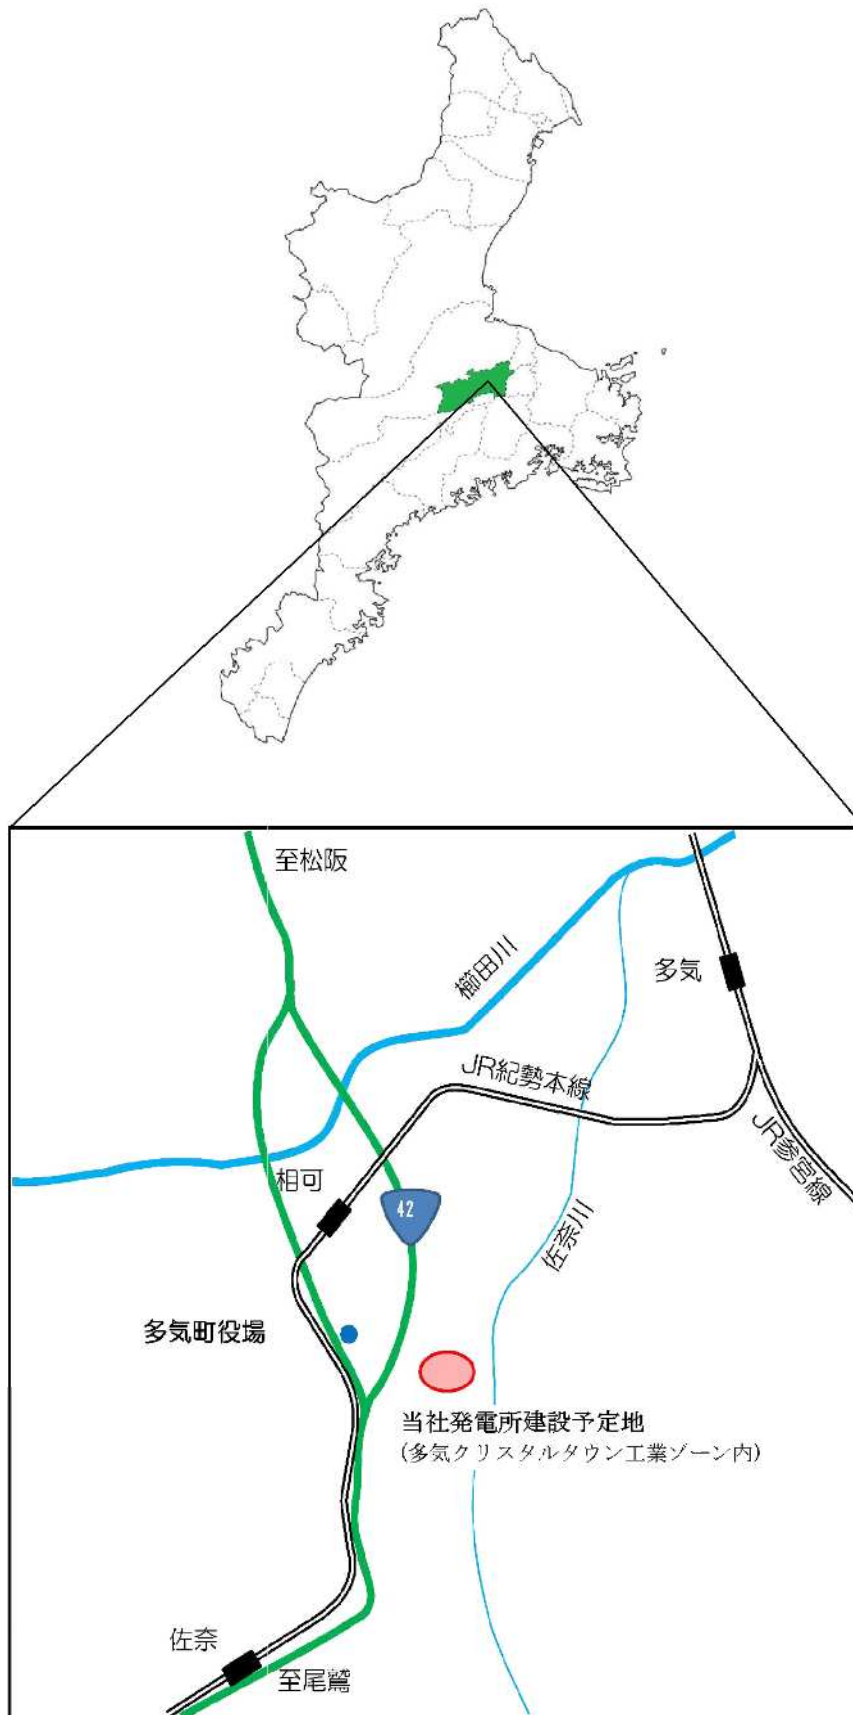 至松阪
櫛田川
多気
JR紀勢本線
JR参宮線
相可
42
佐奈川
多気町役場
当社発電所建設予定地
(多気クリスタルタウン工業ゾーン内)
佐奈
至尾鷲